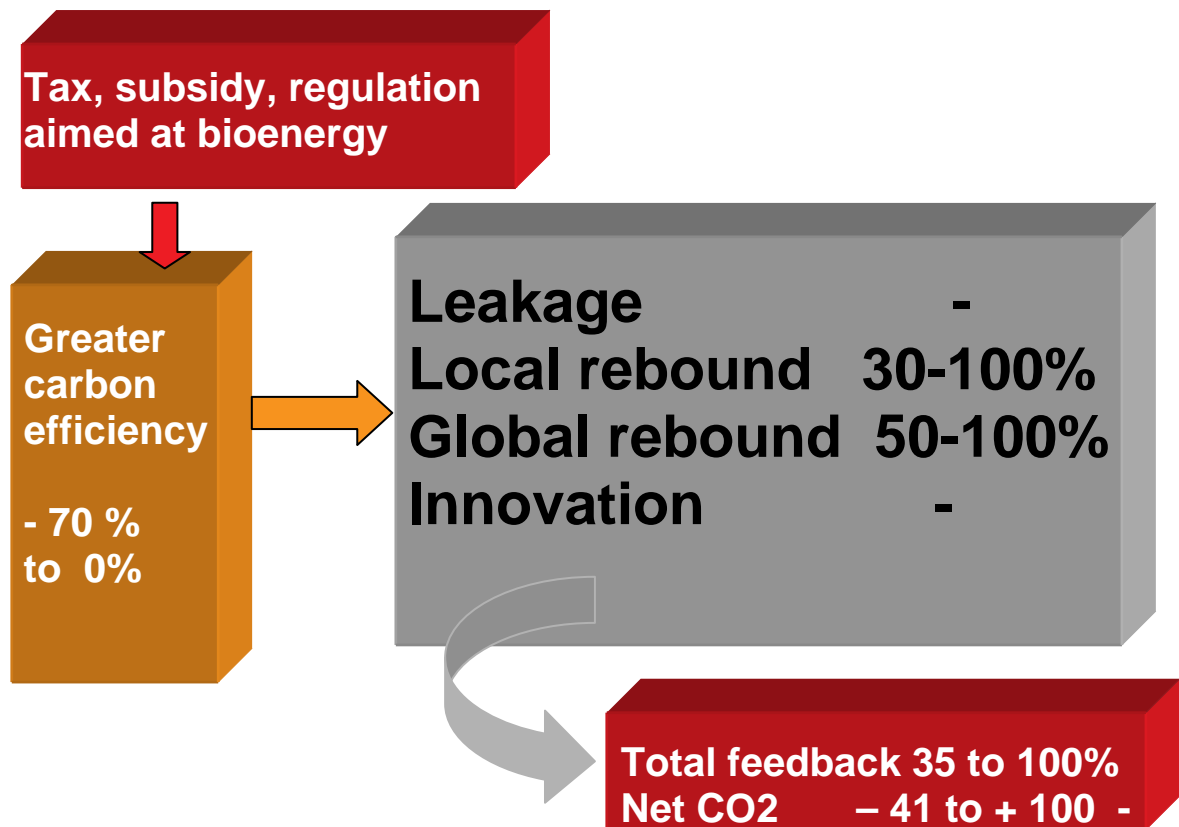 Tax, subsidy, regulation
aimed at bioenergy
Greater
carbon
efficiency
- 70 %
to 0%
Leakage -
Local rebound 30-100%
Global rebound 50-100%
Innovation -
Total feedback 35 to 100%
Net CO2 – 41 to + 100 -